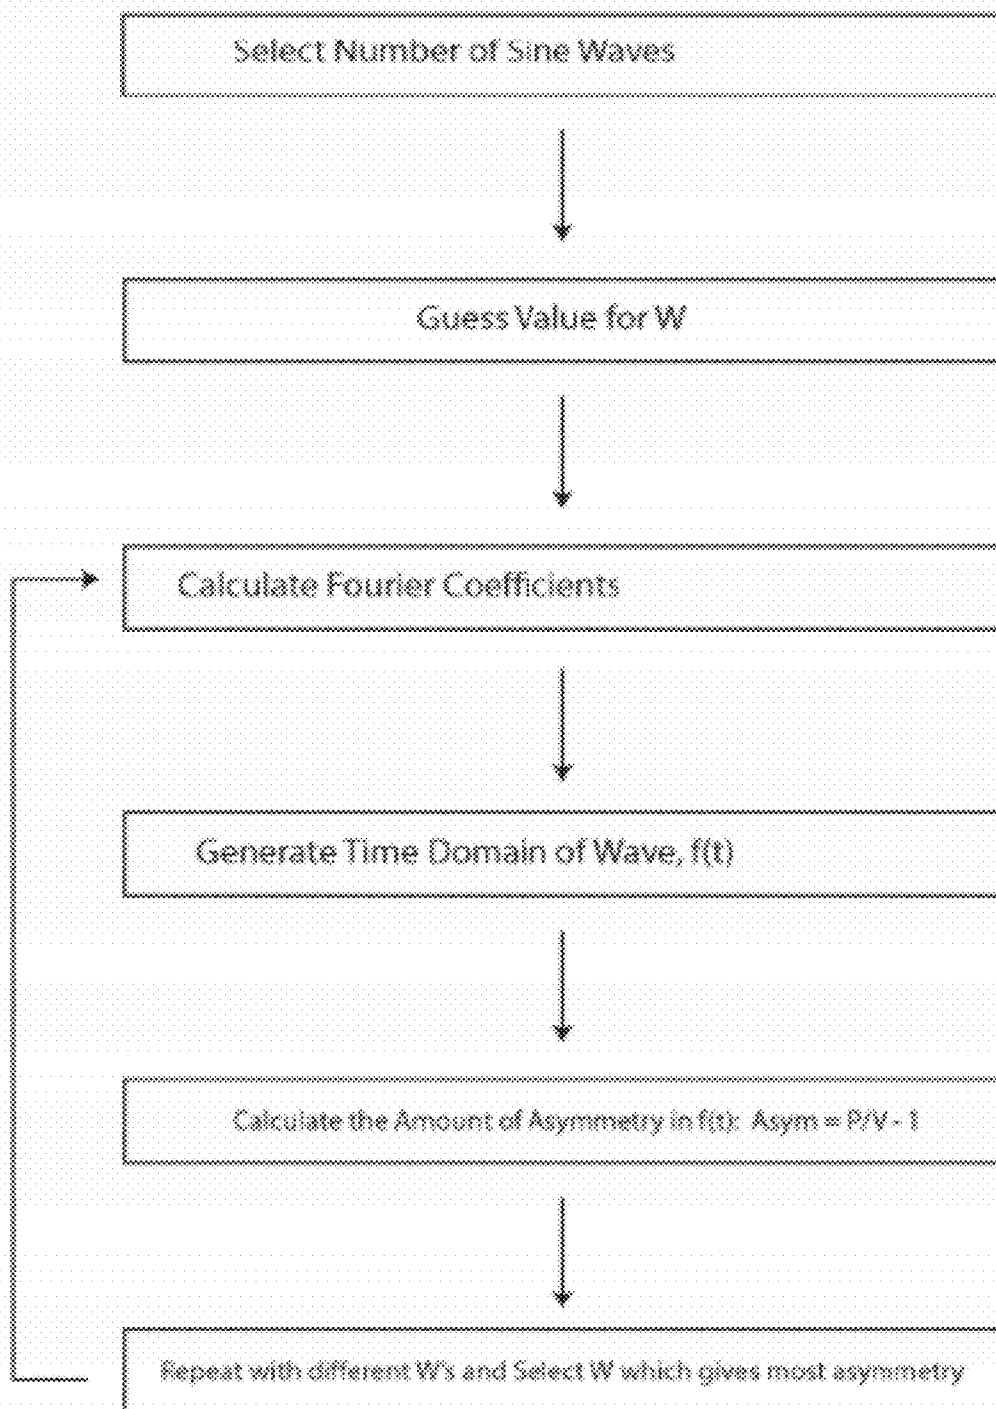 Select Number of Sine Waves
Guess Value for W
Calculate Fourier Coefficients
Generate Time Domain of Wave, f(t)
Calculate the Amount of Asymmetry in f(t): Asym = P/V - 1
Repeat with different W's and Select W which gives most asymmetry